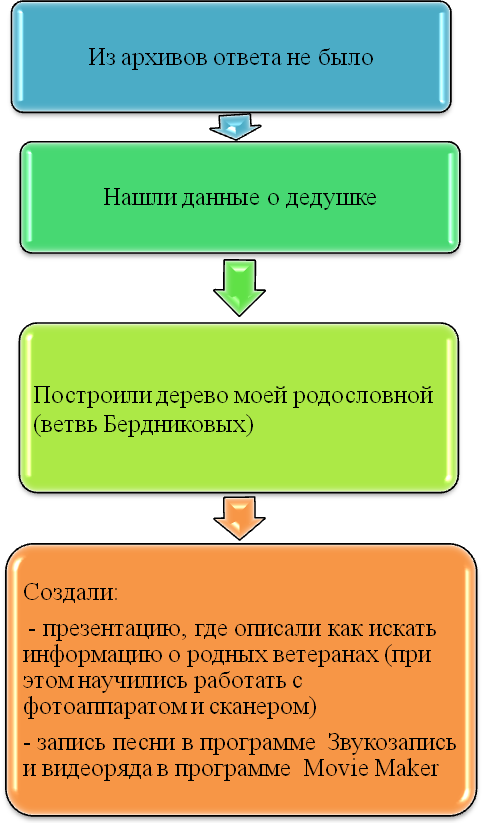 Из архивов ответа не было
Нашли данные о дедушке
Построили дерево моей родословной
(ветвь Бердниковых)
Создали:
- презентацию, где описали как искать
информацию о родных ветеранах (при
этом научились работать с
фотоаппаратом и сканером)
- запись песни в программе Звукозапись
и видеоряда в программе Movie Maker